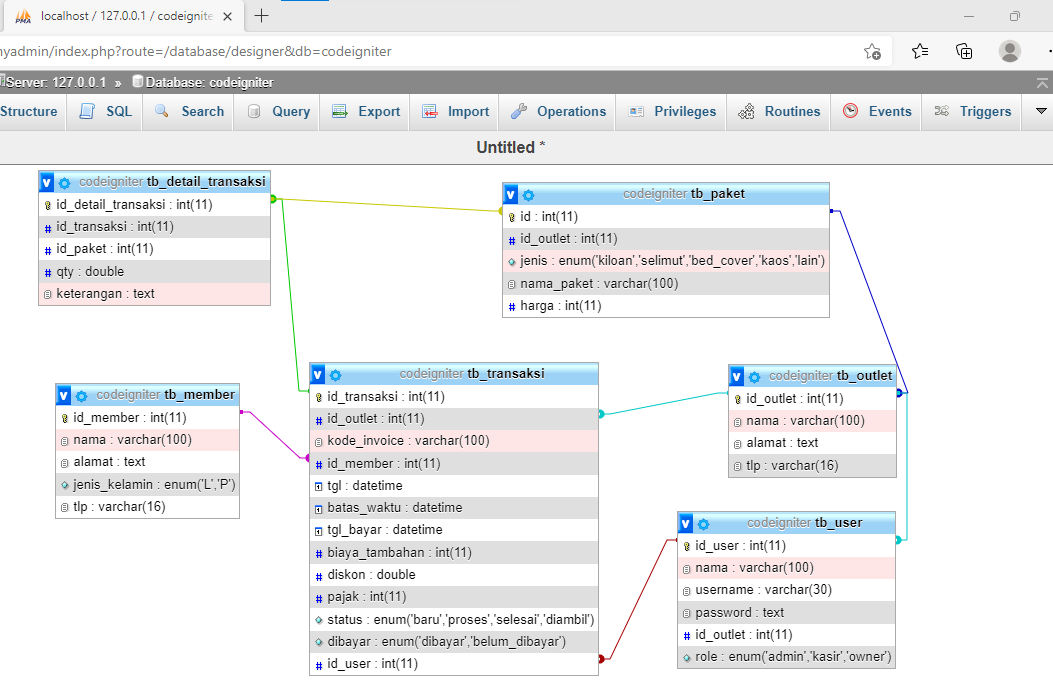 localhost / 127.0.0.1 / codeignite
nyadmin/index.php?route=/database/designer&db=codeigniter
Server: 127.0.0.1 » Database: codeigniter
Structure SQL Search Query Export Import Operations Privileges Routines Events Triggers
Untitled *
v codeigniter tb_detail_transaksi
id_detail_transaksi : int(11)
# id_transaksi : int(11)
# id_paket : int(11)
# qty : double
keterangan : text
v codeigniter tb_paket
id : int(11)
# id_outlet : int(11)
jenis : enum('kiloan','selimut','bed_cover','kaos','lain')
nama_paket : varchar(100)
# harga : int(11)
v codeigniter tb_member
id_member : int(11)
nama : varchar(100)
alamat : text
jenis_kelamin : enum('L','P')
tlp : varchar(16)
v codeigniter tb_transaksi
id_transaksi : int(11)
# id_outlet : int(11)
kode_invoice : varchar(100)
# id_member : int(11)
tgl : datetime
batas_waktu : datetime
tgl_bayar : datetime
# biaya_tambahan : int(11)
# diskon : double
# pajak : int(11)
status : enum('baru','proses','selesai','diambil')
dibayar : enum('dibayar','belum_dibayar')
# id_user : int(11)
v codeigniter tb_outlet
id_outlet : int(11)
nama : varchar(100)
alamat : text
tlp : varchar(16)
v codeigniter tb_user
id_user : int(11)
nama : varchar(100)
username : varchar(30)
password : text
# id_outlet : int(11)
role : enum('admin','kasir','owner')